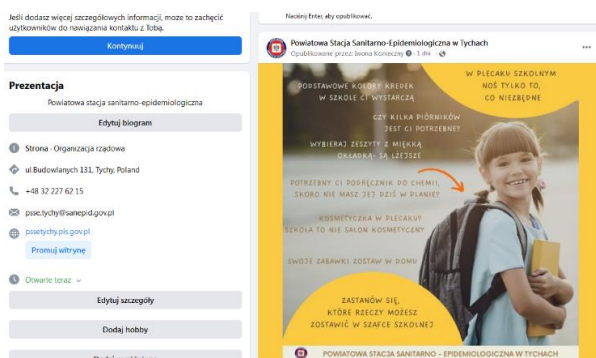 Jeśli dodasz więcej szczegółowych informacji, może to zachęcić
użytkowników do nawiązania kontaktu z Tobą.
Kontynuuj
Prezentacja
Powiatowa stacja sanitarno-epidemiologiczna
Edytuj biogram
Strona · Organizacja rządowa
ul.Budowlanych 131, Tychy, Poland
+48 32 227 62 15
psse.tychy@sanepid.gov.pl
pssetychy.pis.gov.pl
Promuj witrynę
Otwarte teraz
Edytuj szczegóły
Dodaj hobby
Naciśnij Enter, aby opublikować.
Powiatowa Stacja Sanitarno-Epidemiologiczna w Tychach
Opublikowane przez: Iwona Konieczny · 1 dni ·
W PLECAKU SZKOLNYM
NOŚ TYLKO TO,
CO NIEZBĘDNE
PODSTAWOWE KOLORY KREDEK
W SZKOLE CI WYSTARCZĄ
CZY KILKA PIÓRNIKÓW
JEST CI POTRZEBNE?
WYBIERAJ ZESZYTY Z MIĘKKĄ
OKŁADKĄ- SĄ LŻEJSZE
POTRZEBNY CI PODRĘCZNIK DO CHEMII,
SKORO NIE MASZ JEJ DZIŚ W PLANIE?
KOSMETYCZKA W PLECAKU?
SZKOŁA TO NIE SALON KOSMETYCZNY
SWOJE ZABAWKI ZOSTAW W DOMU
ZASTANÓW SIĘ,
KTÓRE RZECZY MOŻESZ
ZOSTAWIĆ W SZAFCE SZKOLNEJ
POWIATOWA STACJA SANITARNO - EPIDEMIOLOGICZNA W TYCHACH